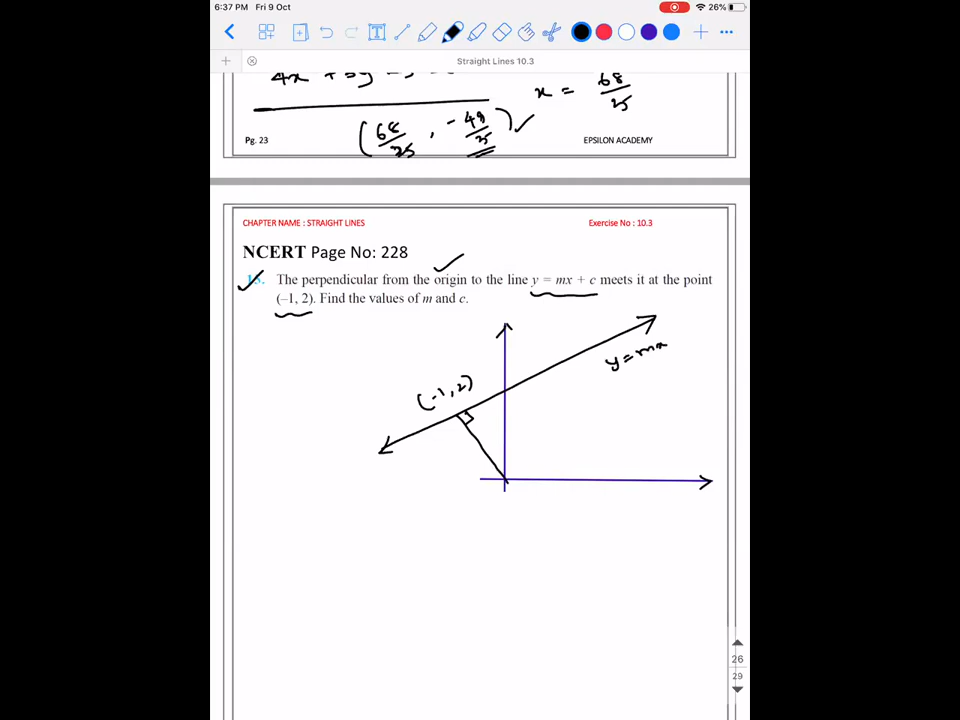 6:37 PM Fri 9 Oct 26%
Straight Lines 10.3
x = 68/25
(68/25, -49/25)
Pg. 23 EPSILON ACADEMY
CHAPTER NAME : STRAIGHT LINES Exercise No : 10.3
NCERT Page No: 228
15. The perpendicular from the origin to the line y = mx + c meets it at the point
(–1, 2). Find the values of m and c.
y = mx
(-1, 2)
26
29